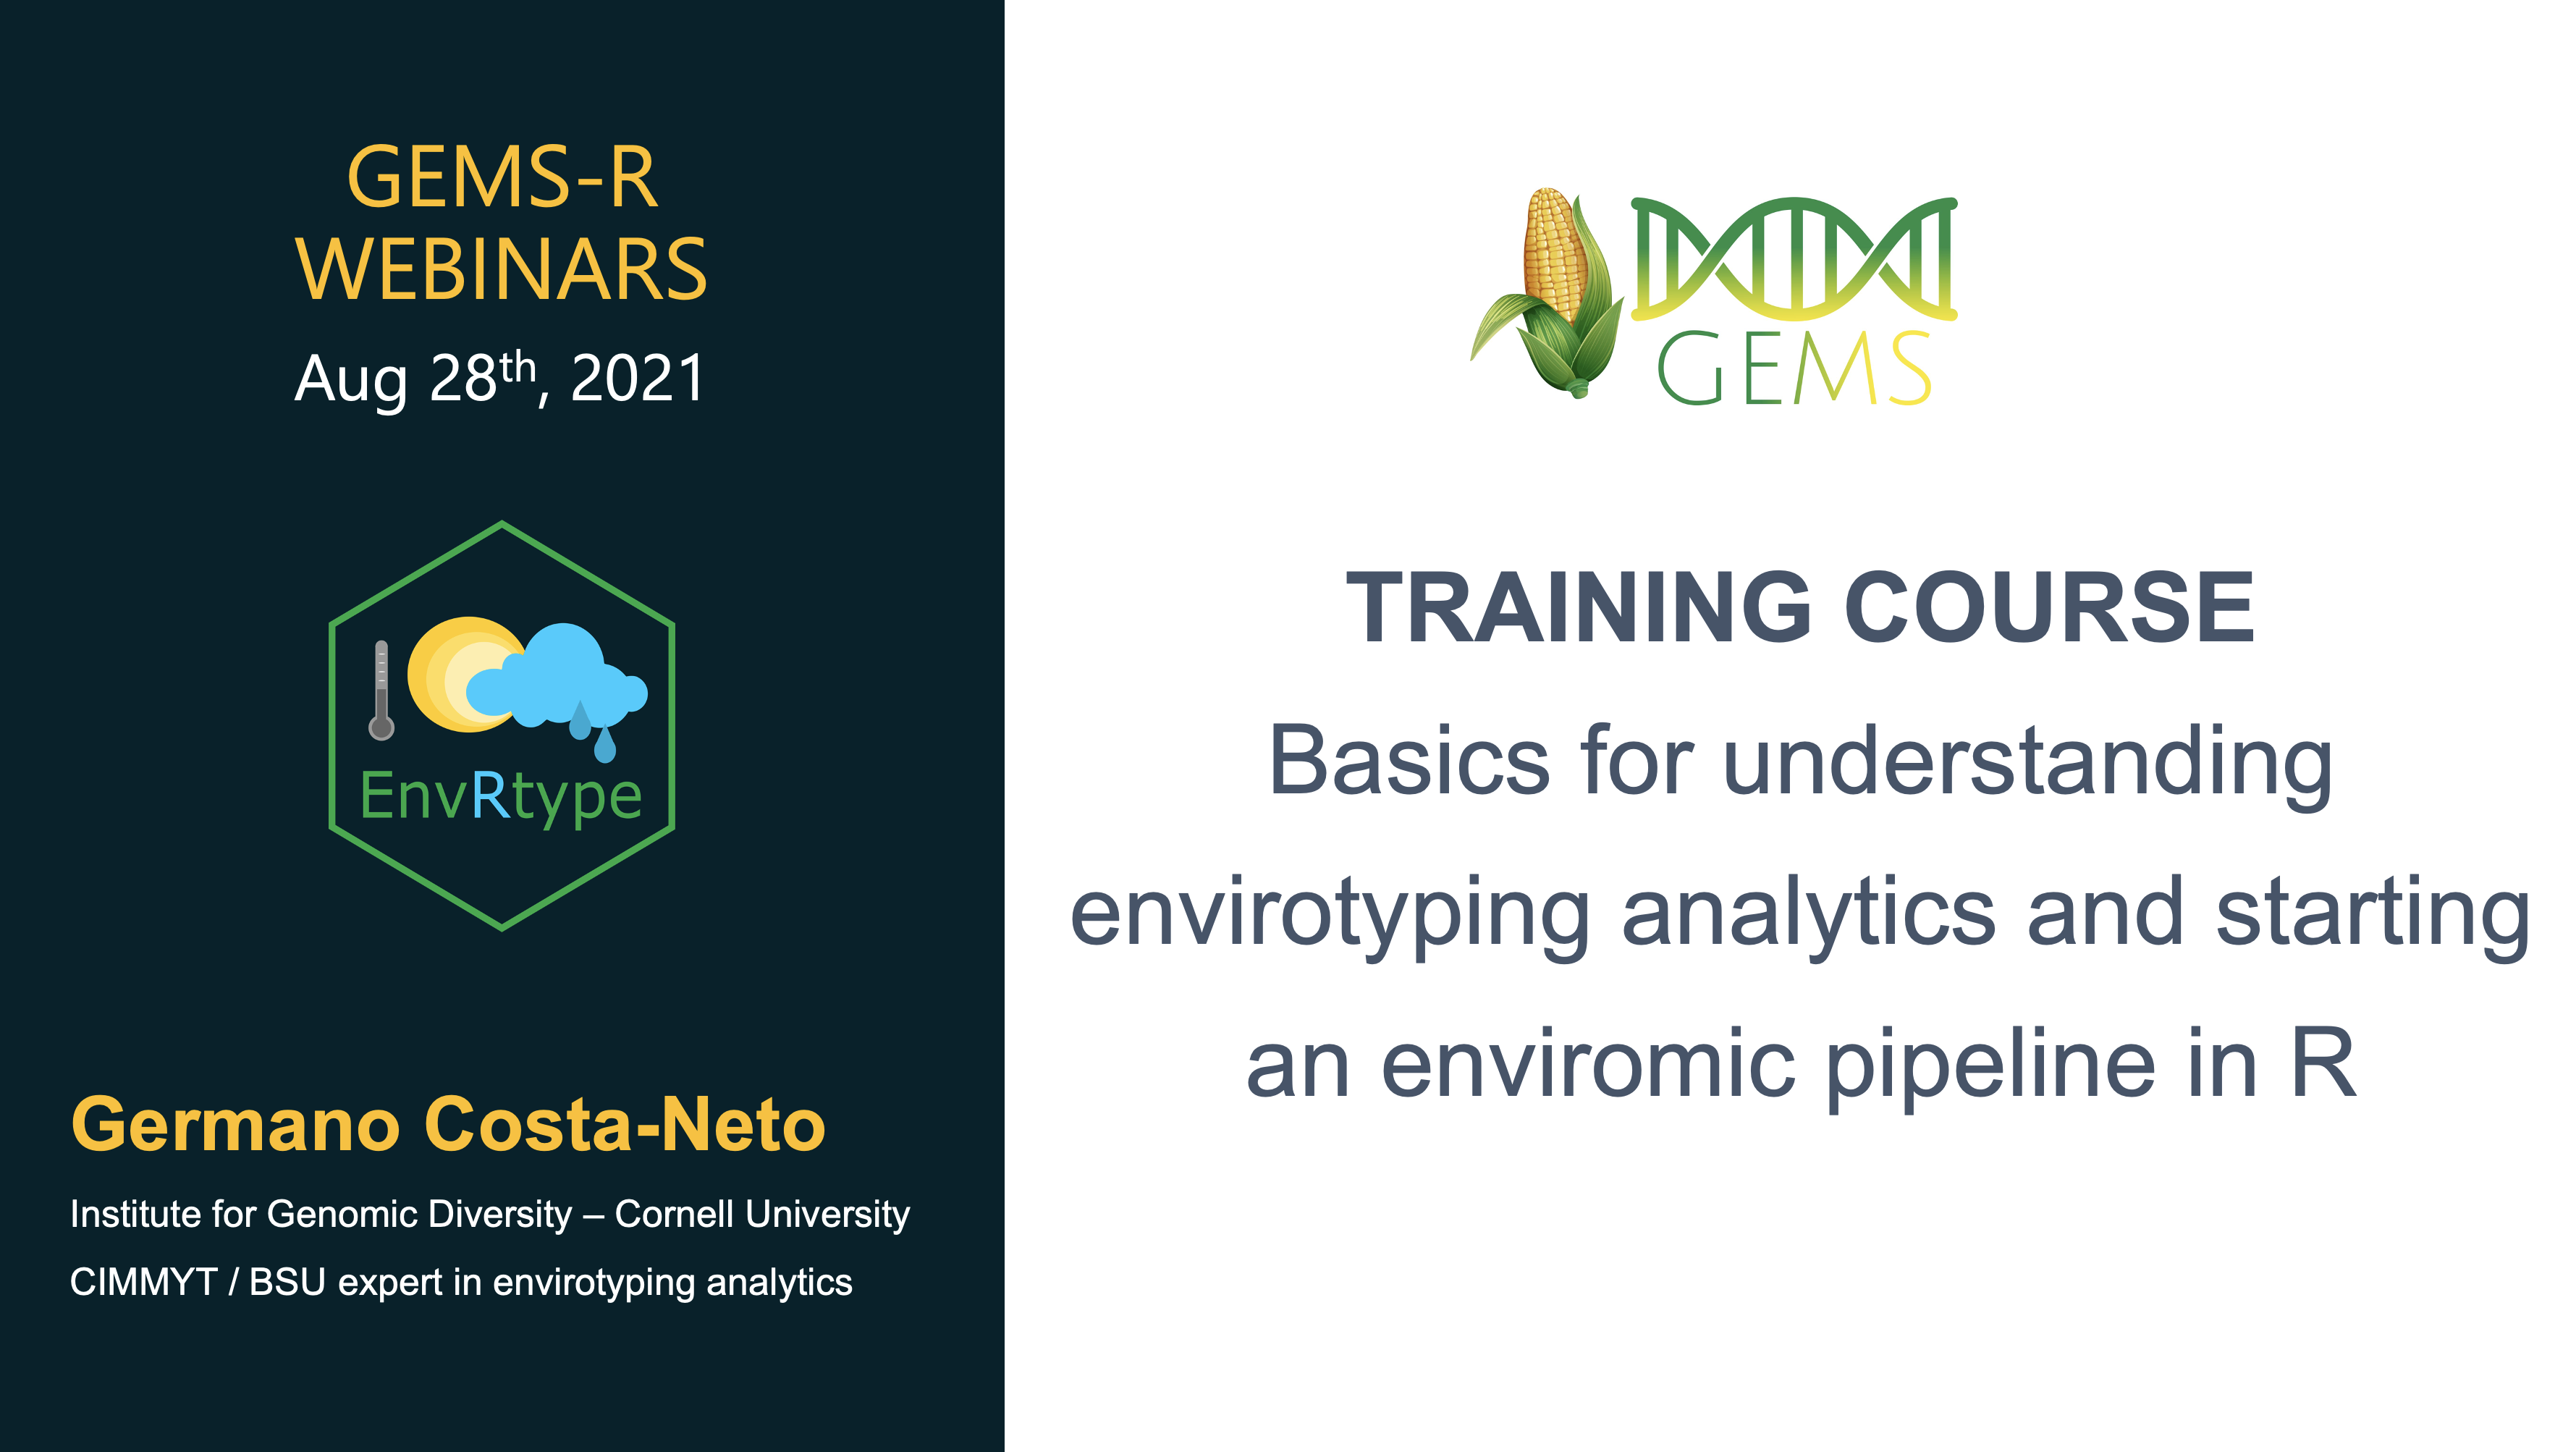 GEMS-R
WEBINARS
Aug 28th, 2021
EnvRtype
Germano Costa-Neto
Institute for Genomic Diversity – Cornell University
CIMMYT / BSU expert in envirotyping analytics
GEMS
TRAINING COURSE
Basics for understanding
envirotyping analytics and starting
an enviromic pipeline in R